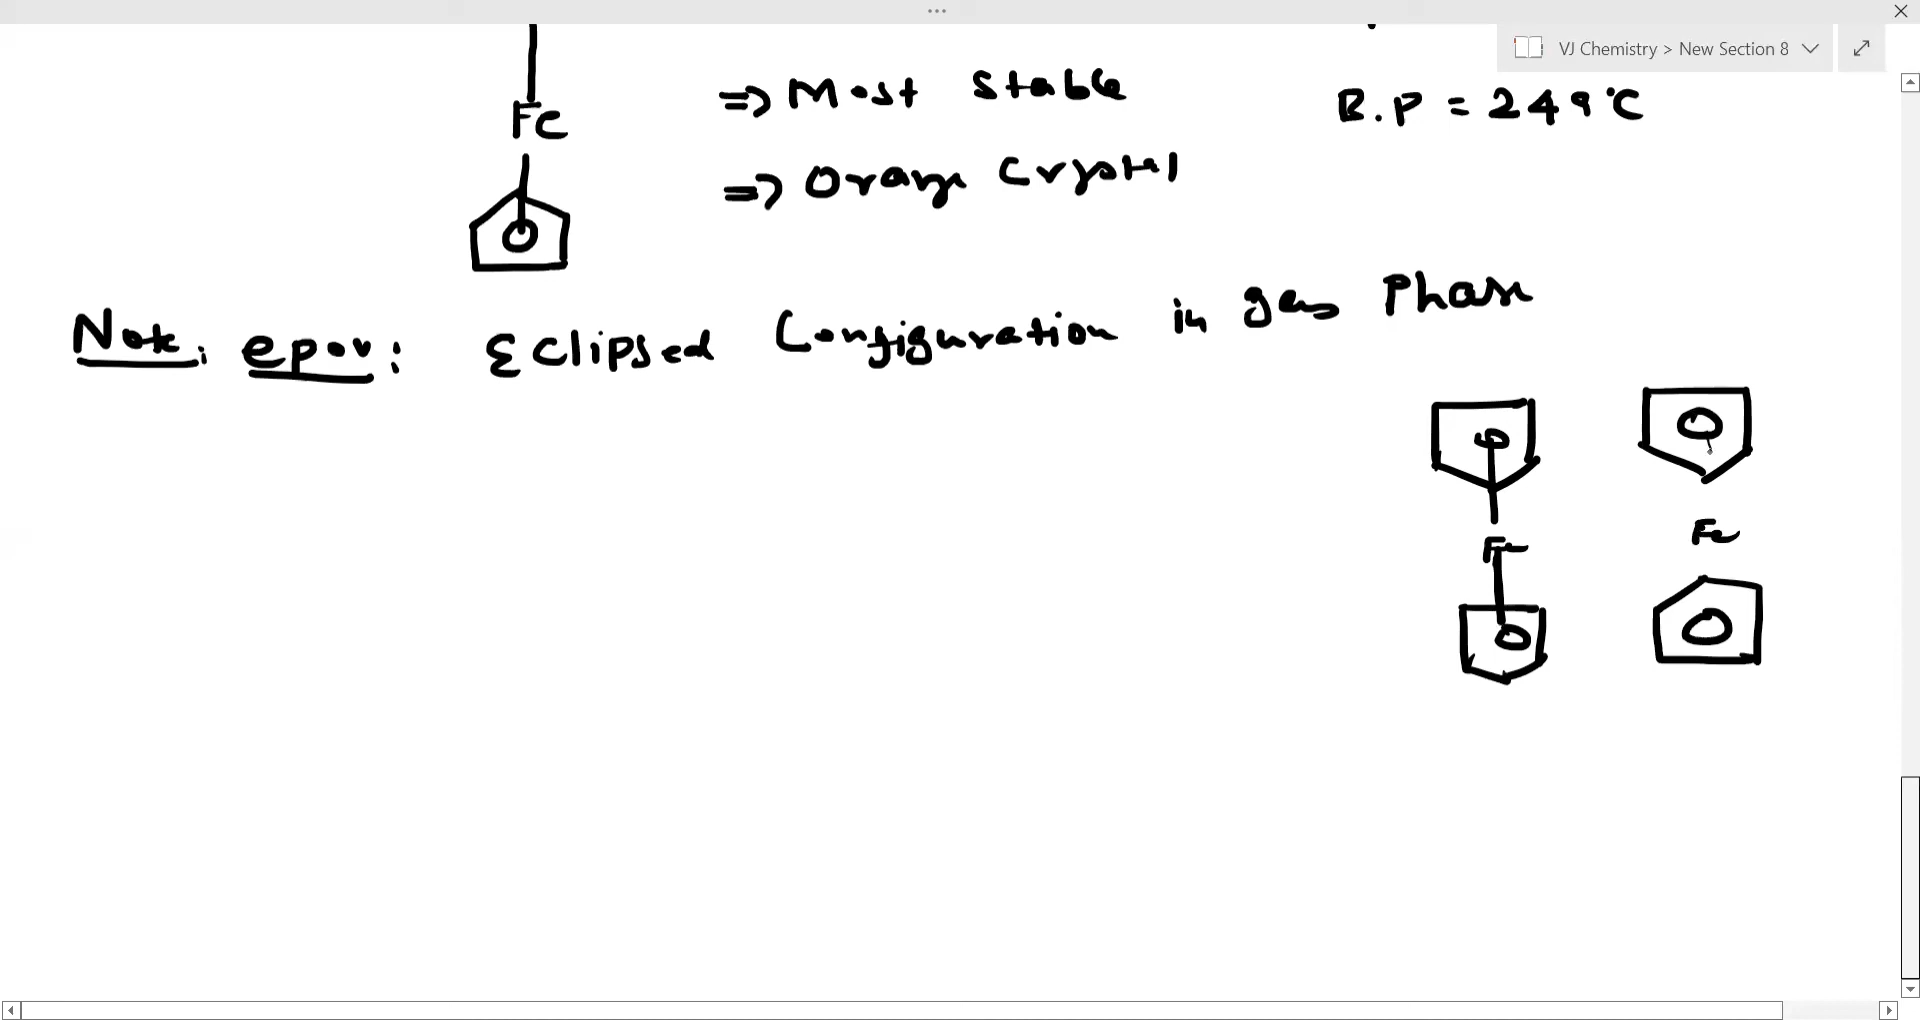 VJ Chemistry > New Section 8
Fe
⇒ Most Stable
B.P = 249°C
⇒ Orange Crystal
Note: epov: Eclipsed Configuration in gas Phase
Fe
Fe